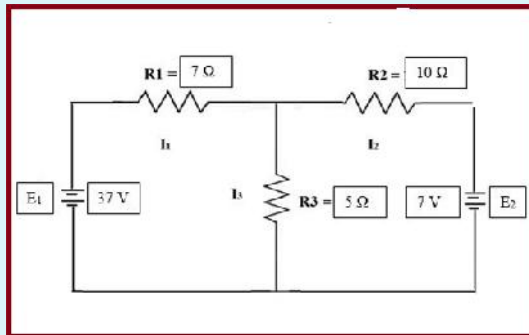 R1 = 7 Ω
R2 = 10 Ω
I1
I2
E1
37 V
I3
R3 = 5 Ω
7 V
E2